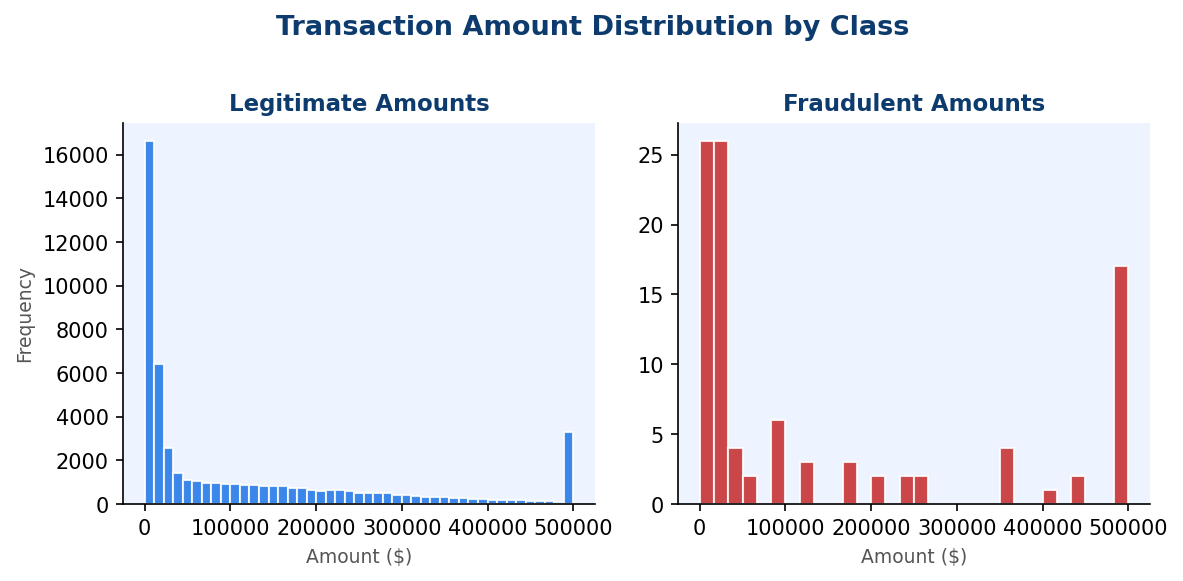 Transaction Amount Distribution by Class
Legitimate Amounts
Frequency
16000
14000
12000
10000
8000
6000
4000
2000
0
0 100000 200000 300000 400000 500000
Amount ($)
Fraudulent Amounts
25
20
15
10
5
0
0 100000 200000 300000 400000 500000
Amount ($)